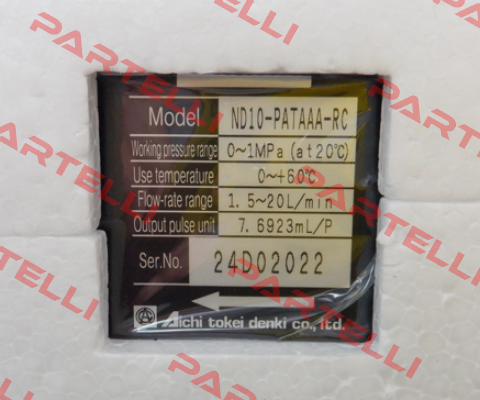 PARTELLI PARTELLI
Model ND10-PATAAA-RC
Working pressure range 0~1MPa (at20℃)
Use temperature 0~+60℃
Flow-rate range 1.5~20L/min
Output pulse unit 7.6923mL/P
Ser.No. 24D02022
Aichi tokei denki co., ltd.
PARTELLI
PARTELLI
PARTELLI